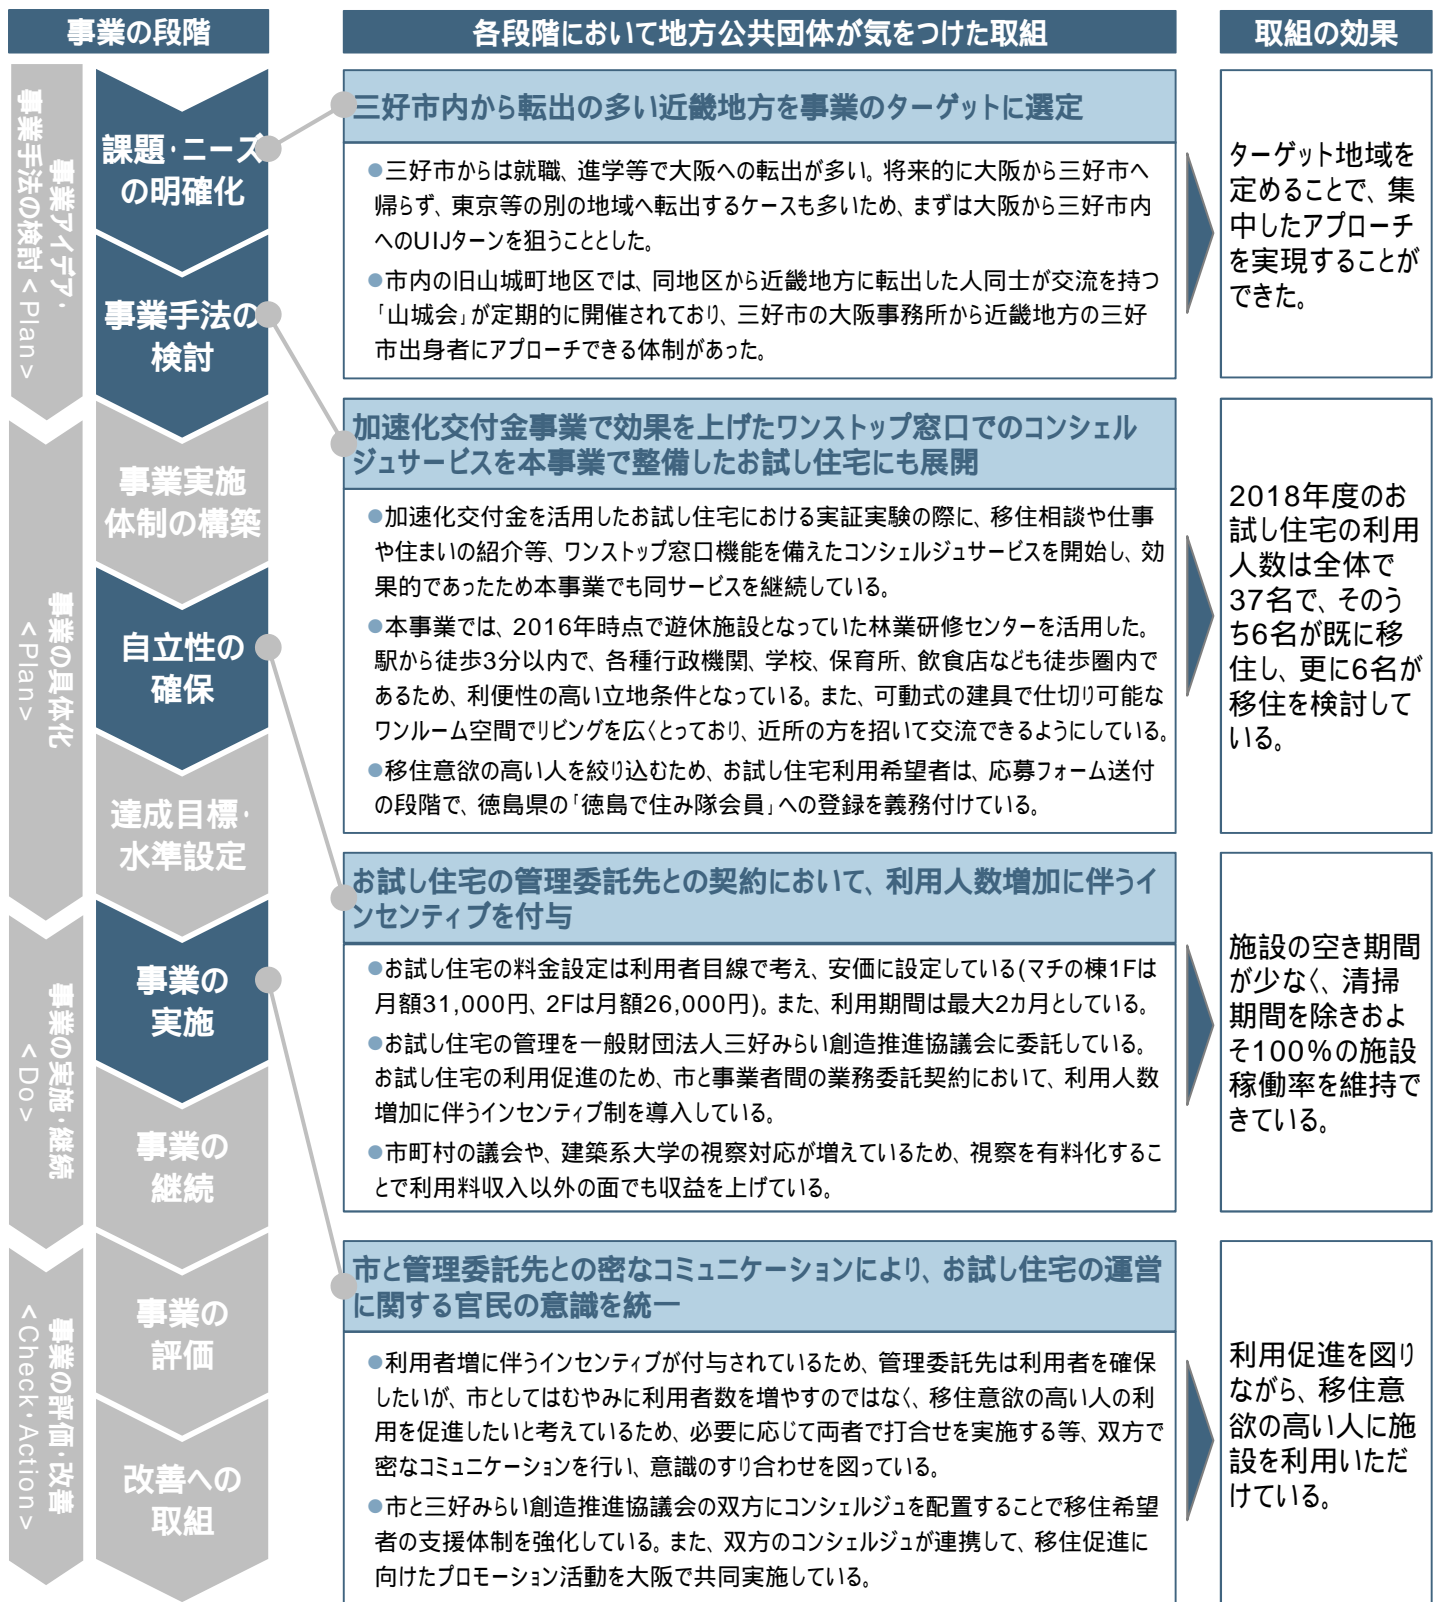 事業の段階
各段階において地方公共団体が気をつけた取組
取組の効果
事業アイデア・
事業手法の検討<Plan>
事業の具体化
<Plan>
事業の実施・継続
<Do>
事業の評価・改善
<Check・Action>
課題・ニーズ
の明確化
事業手法の
検討
事業実施
体制の構築
自立性の
確保
達成目標・
水準設定
事業の
実施
事業の
継続
事業の
評価
改善への
取組
三好市内から転出の多い近畿地方を事業のターゲットに選定
●三好市からは就職、進学等で大阪への転出が多い。将来的に大阪から三好市へ
帰らず、東京等の別の地域へ転出するケースも多いため、まずは大阪から三好市内
へのUIJターンを狙うこととした。
●市内の旧山城町地区では、同地区から近畿地方に転出した人同士が交流を持つ
「山城会」が定期的に開催されており、三好市の大阪事務所から近畿地方の三好
市出身者にアプローチできる体制があった。
ターゲット地域を
定めることで、集
中したアプローチ
を実現することが
できた。
加速化交付金事業で効果を上げたワンストップ窓口でのコンシェル
ジュサービスを本事業で整備したお試し住宅にも展開
●加速化交付金を活用したお試し住宅における実証実験の際に、移住相談や仕事
や住まいの紹介等、ワンストップ窓口機能を備えたコンシェルジュサービスを開始し、効
果的であったため本事業でも同サービスを継続している。
●本事業では、2016年時点で遊休施設となっていた林業研修センターを活用した。
駅から徒歩3分以内で、各種行政機関、学校、保育所、飲食店なども徒歩圏内で
あるため、利便性の高い立地条件となっている。また、可動式の建具で仕切り可能な
ワンルーム空間でリビングを広くとっており、近所の方を招いて交流できるようにしている。
●移住意欲の高い人を絞り込むため、お試し住宅利用希望者は、応募フォーム送付
の段階で、徳島県の「徳島で住み隊会員」への登録を義務付けている。
2018年度のお
試し住宅の利用
人数は全体で
37名で、そのう
ち6名が既に移
住し、更に6名が
移住を検討して
いる。
お試し住宅の管理委託先との契約において、利用人数増加に伴うイ
ンセンティブを付与
●お試し住宅の料金設定は利用者目線で考え、安価に設定している(マチの棟1Fは
月額31,000円、2Fは月額26,000円)。また、利用期間は最大2カ月としている。
●お試し住宅の管理を一般財団法人三好みらい創造推進協議会に委託している。
お試し住宅の利用促進のため、市と事業者間の業務委託契約において、利用人数
増加に伴うインセンティブ制を導入している。
●市町村の議会や、建築系大学の視察対応が増えているため、視察を有料化するこ
とで利用料収入以外の面でも収益を上げている。
施設の空き期間
が少なく、清掃
期間を除きおよ
そ100%の施設
稼働率を維持で
きている。
市と管理委託先との密なコミュニケーションにより、お試し住宅の運営
に関する官民の意識を統一
●利用者増に伴うインセンティブが付与されているため、管理委託先は利用者を確保
したいが、市としてはむやみに利用者数を増やすのではなく、移住意欲の高い人の利
用を促進したいと考えているため、必要に応じて両者で打合せを実施する等、双方で
密なコミュニケーションを行い、意識のすり合わせを図っている。
●市と三好みらい創造推進協議会の双方にコンシェルジュを配置することで移住希望
者の支援体制を強化している。また、双方のコンシェルジュが連携して、移住促進に
向けたプロモーション活動を大阪で共同実施している。
利用促進を図り
ながら、移住意
欲の高い人に施
設を利用いただ
けている。